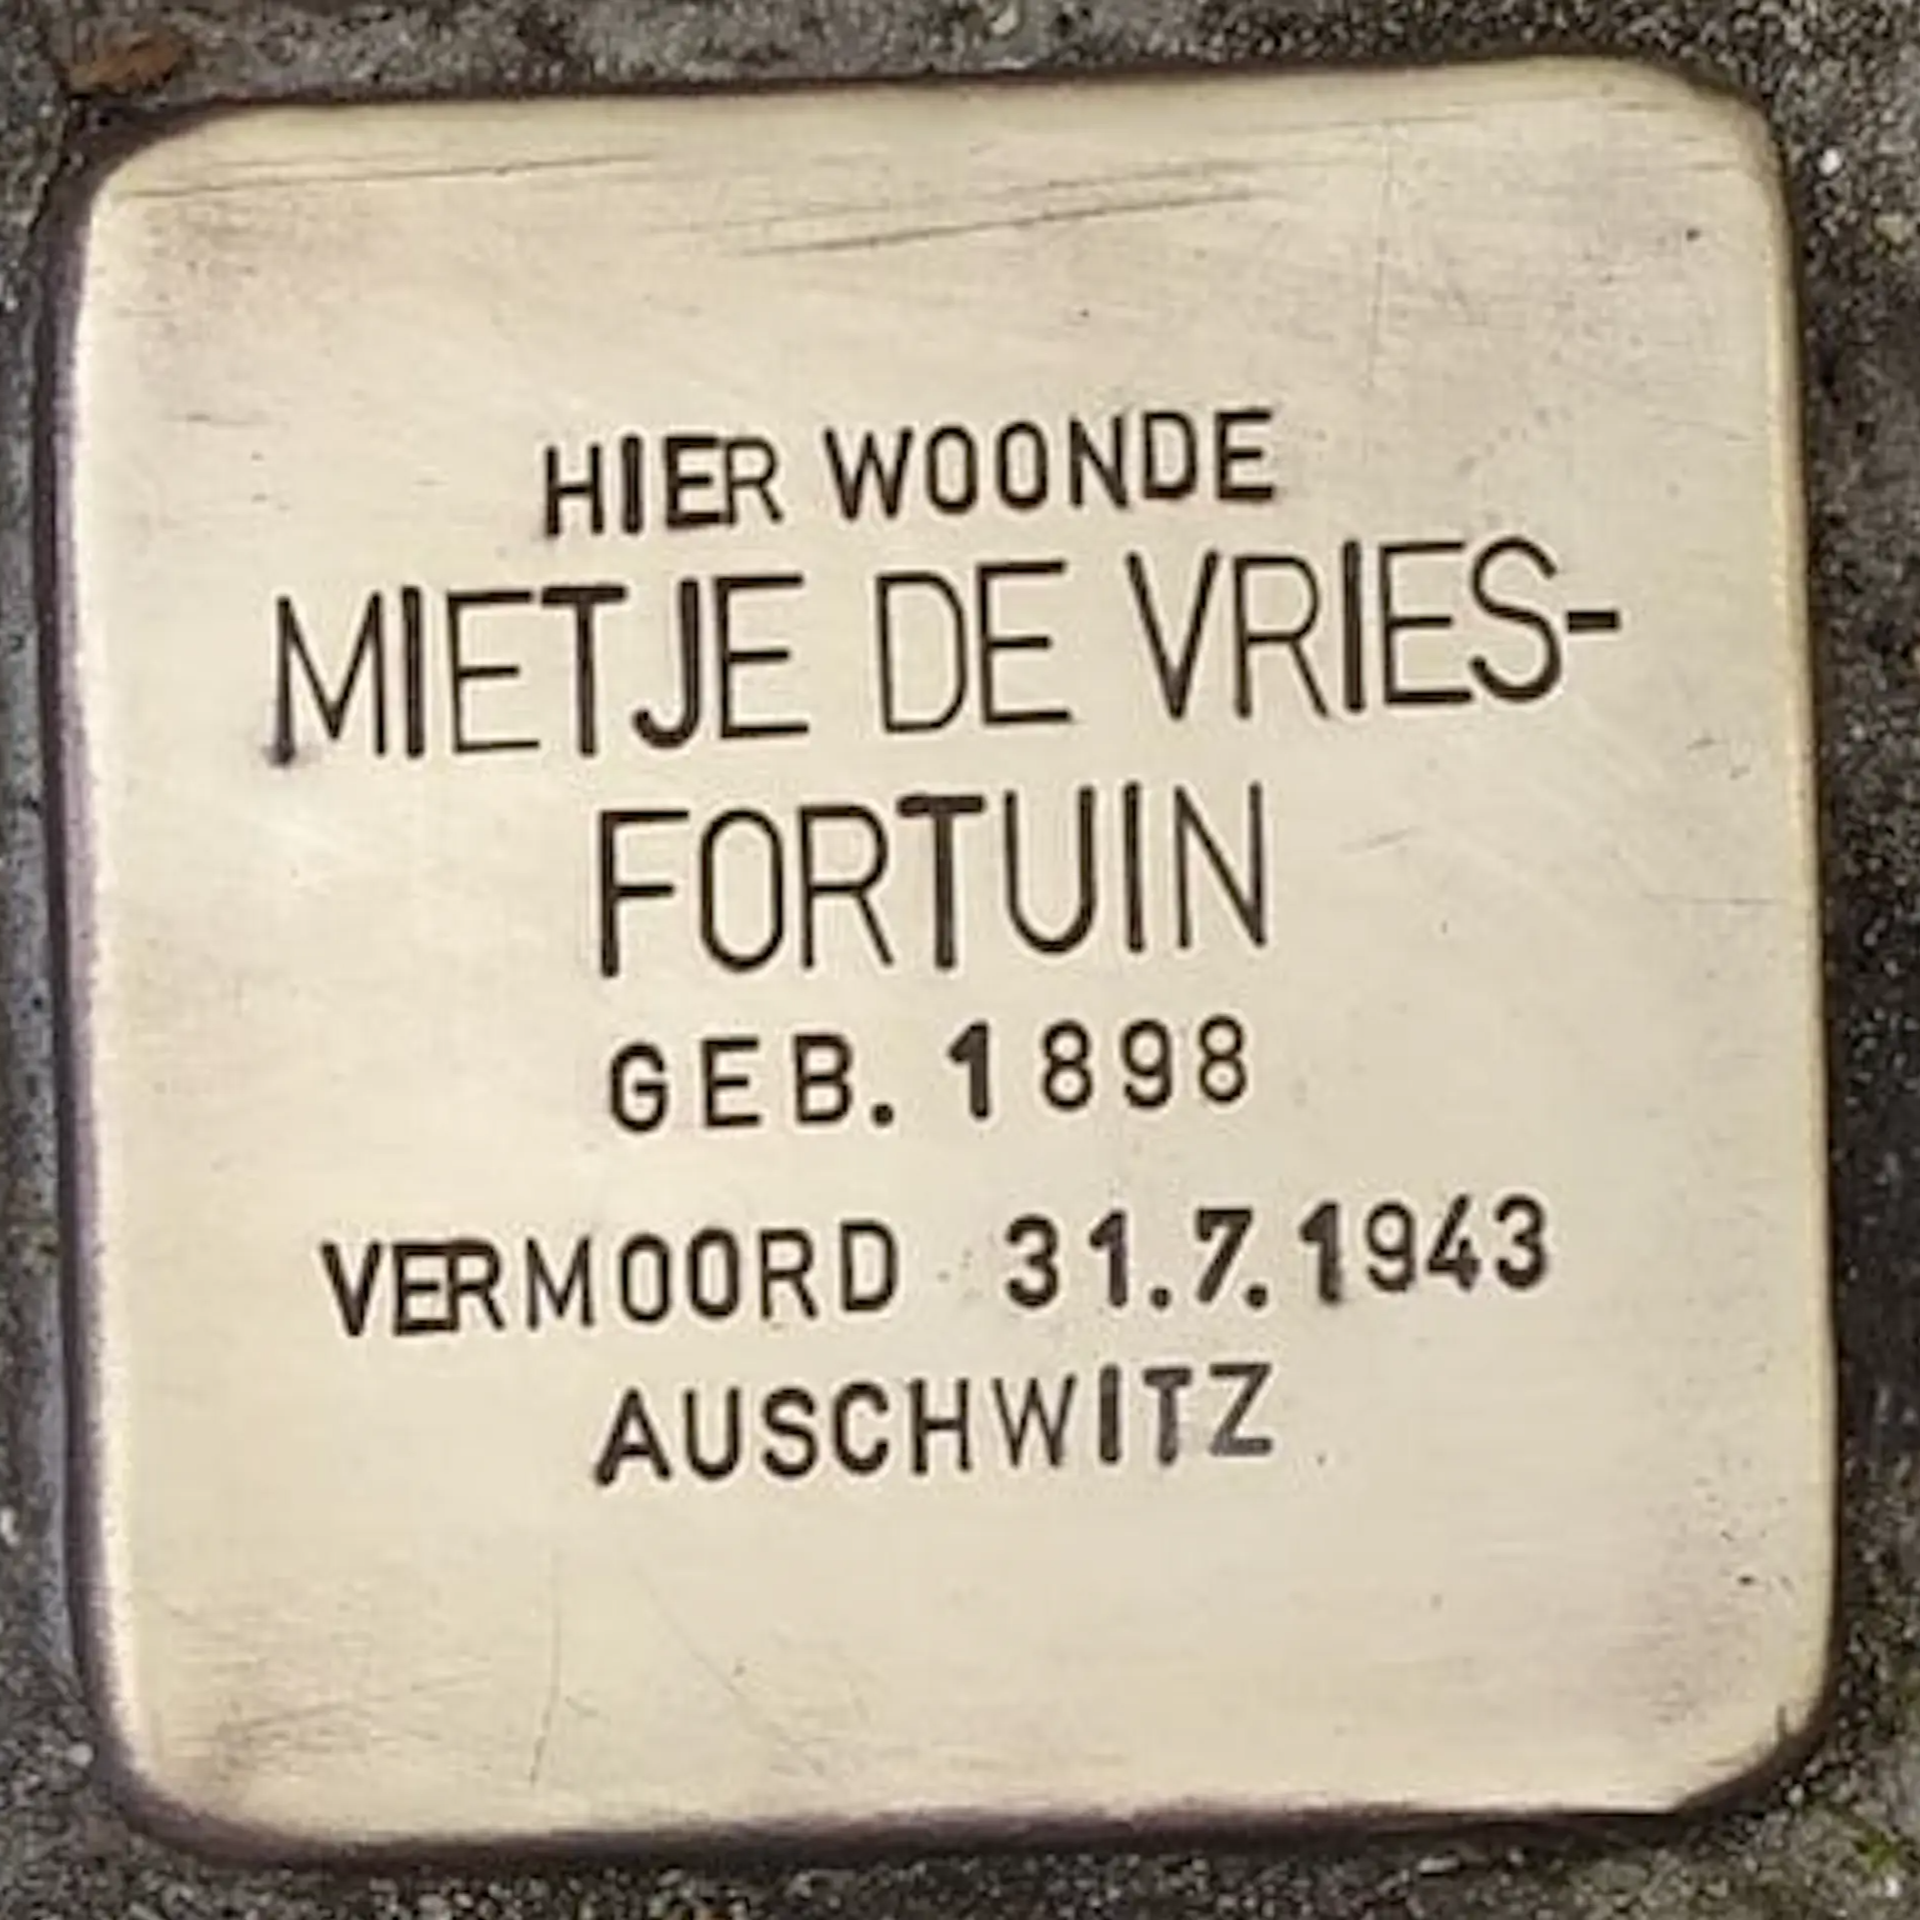 HIER WOONDE
MIETJE DE VRIES-
FORTUIN
GEB. 1898
VERMOORD 31.7.1943
AUSCHWITZ